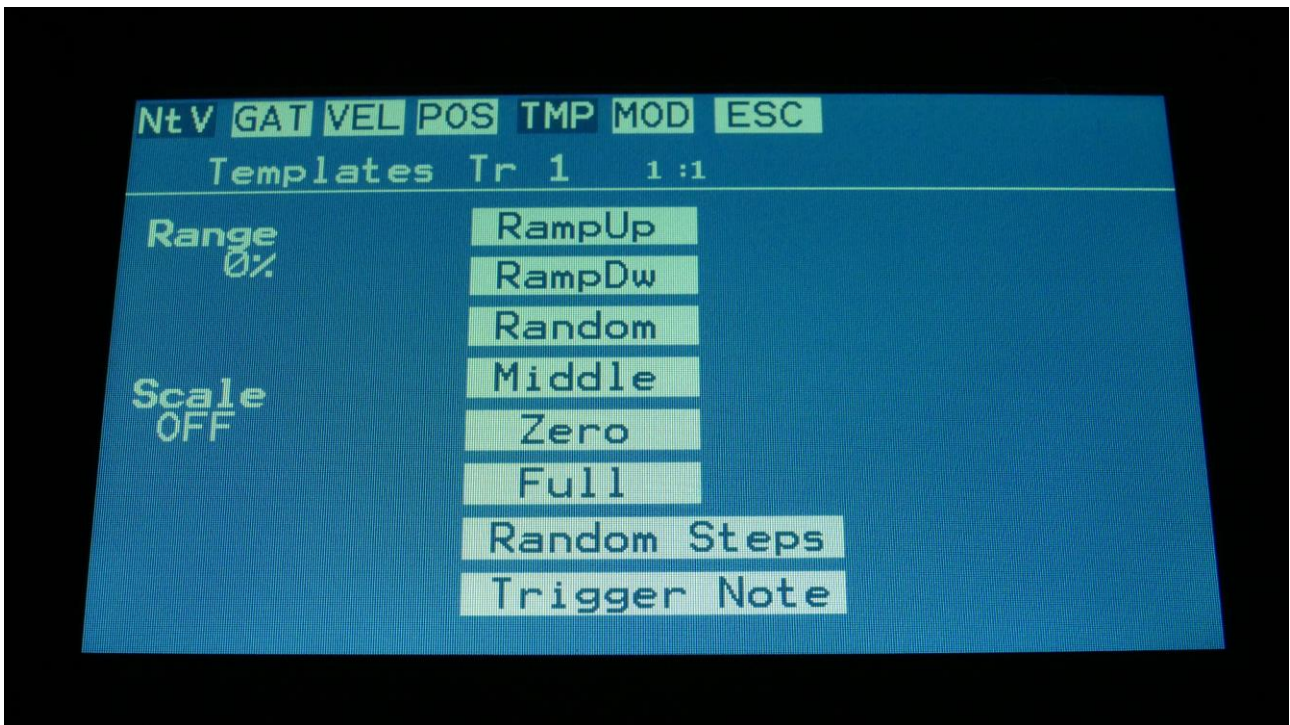 NtV GAT VEL POS TMP MOD ESC
Templates Tr 1 1 :1
Range
0%
Scale
OFF
RampUp
RampDw
Random
Middle
Zero
Full
Random Steps
Trigger Note